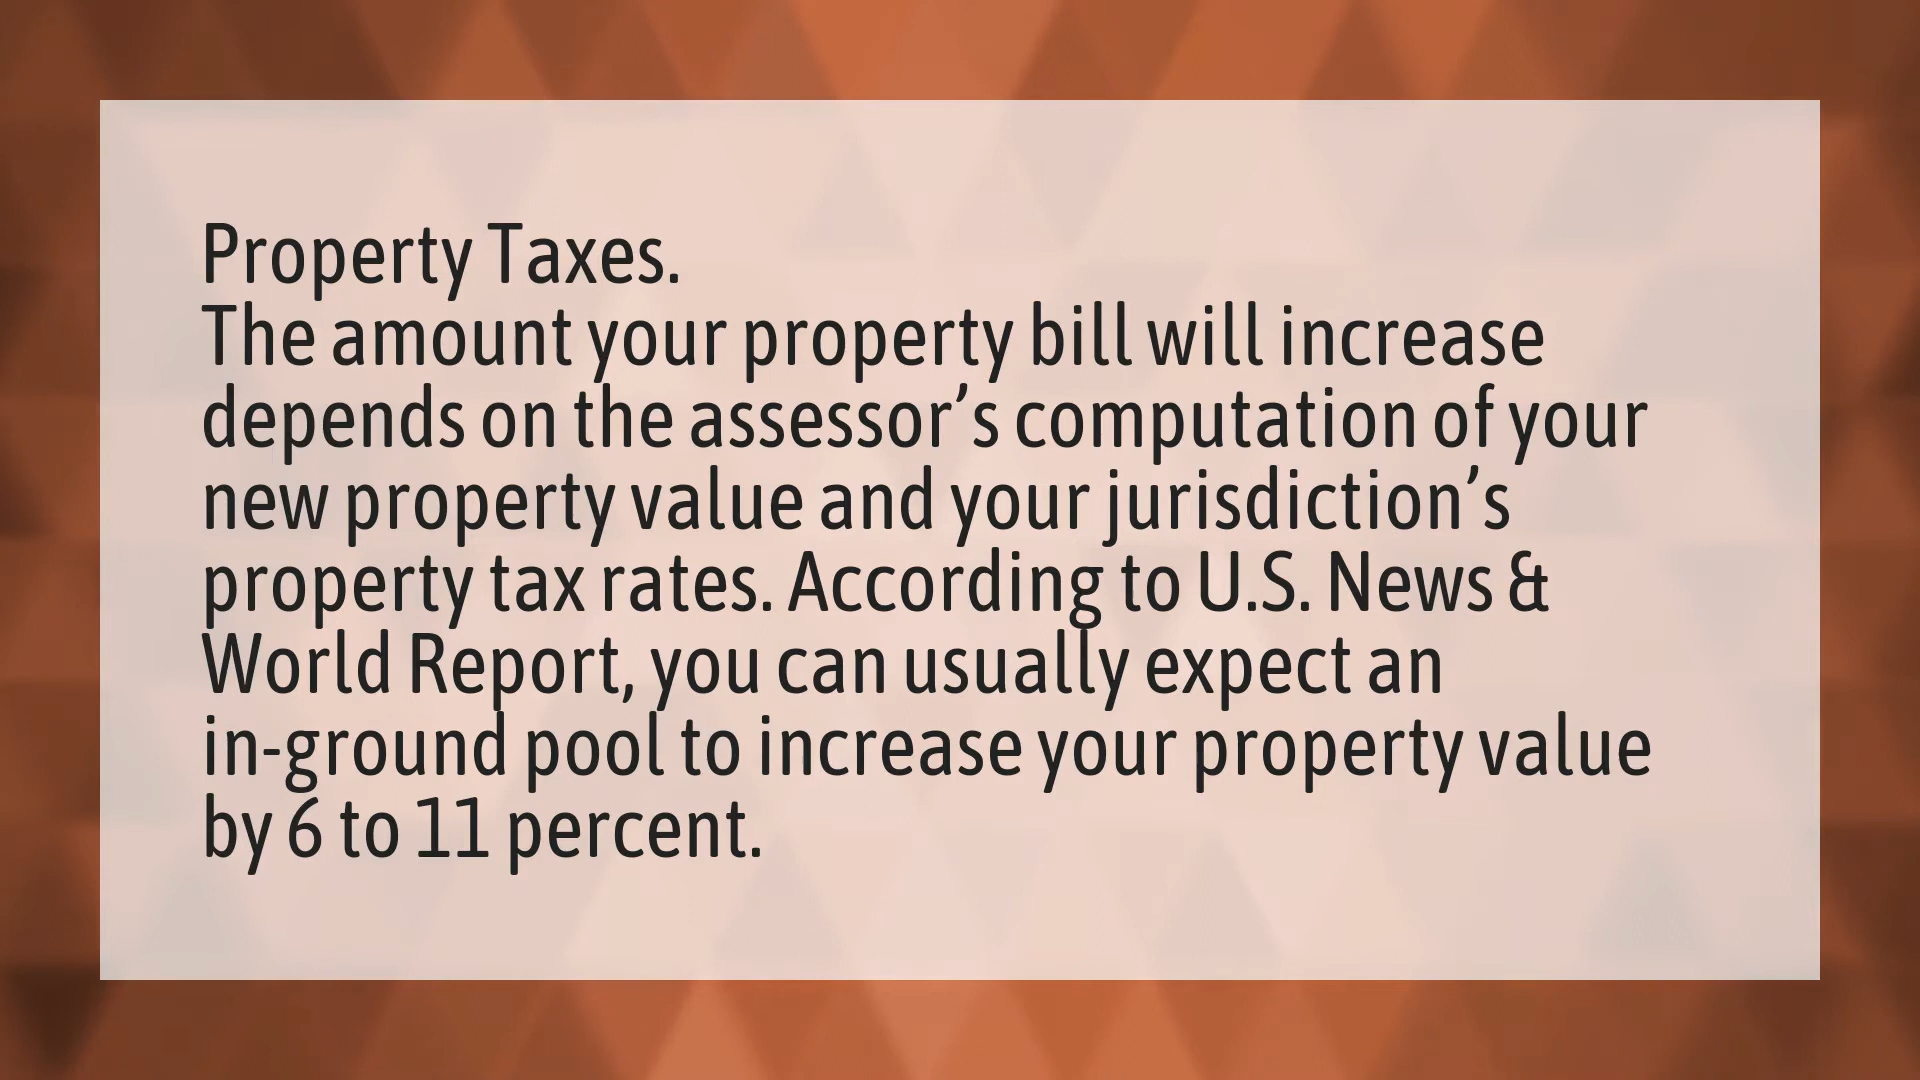 Property Taxes.
The amount your property bill will increase
depends on the assessor’s computation of your
new property value and your jurisdiction’s
property tax rates. According to U.S. News &
World Report, you can usually expect an
in-ground pool to increase your property value
by 6 to 11 percent.